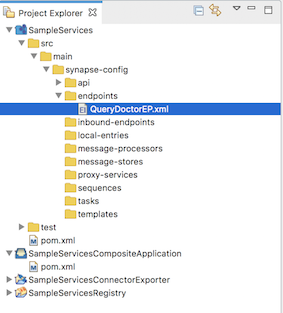 Project Explorer
SampleServices
src
main
synapse-config
api
endpoints
QueryDoctorEP.xml
inbound-endpoints
local-entries
message-processors
message-stores
proxy-services
sequences
tasks
templates
test
pom.xml
SampleServicesCompositeApplication
pom.xml
SampleServicesConnectorExporter
SampleServicesRegistry